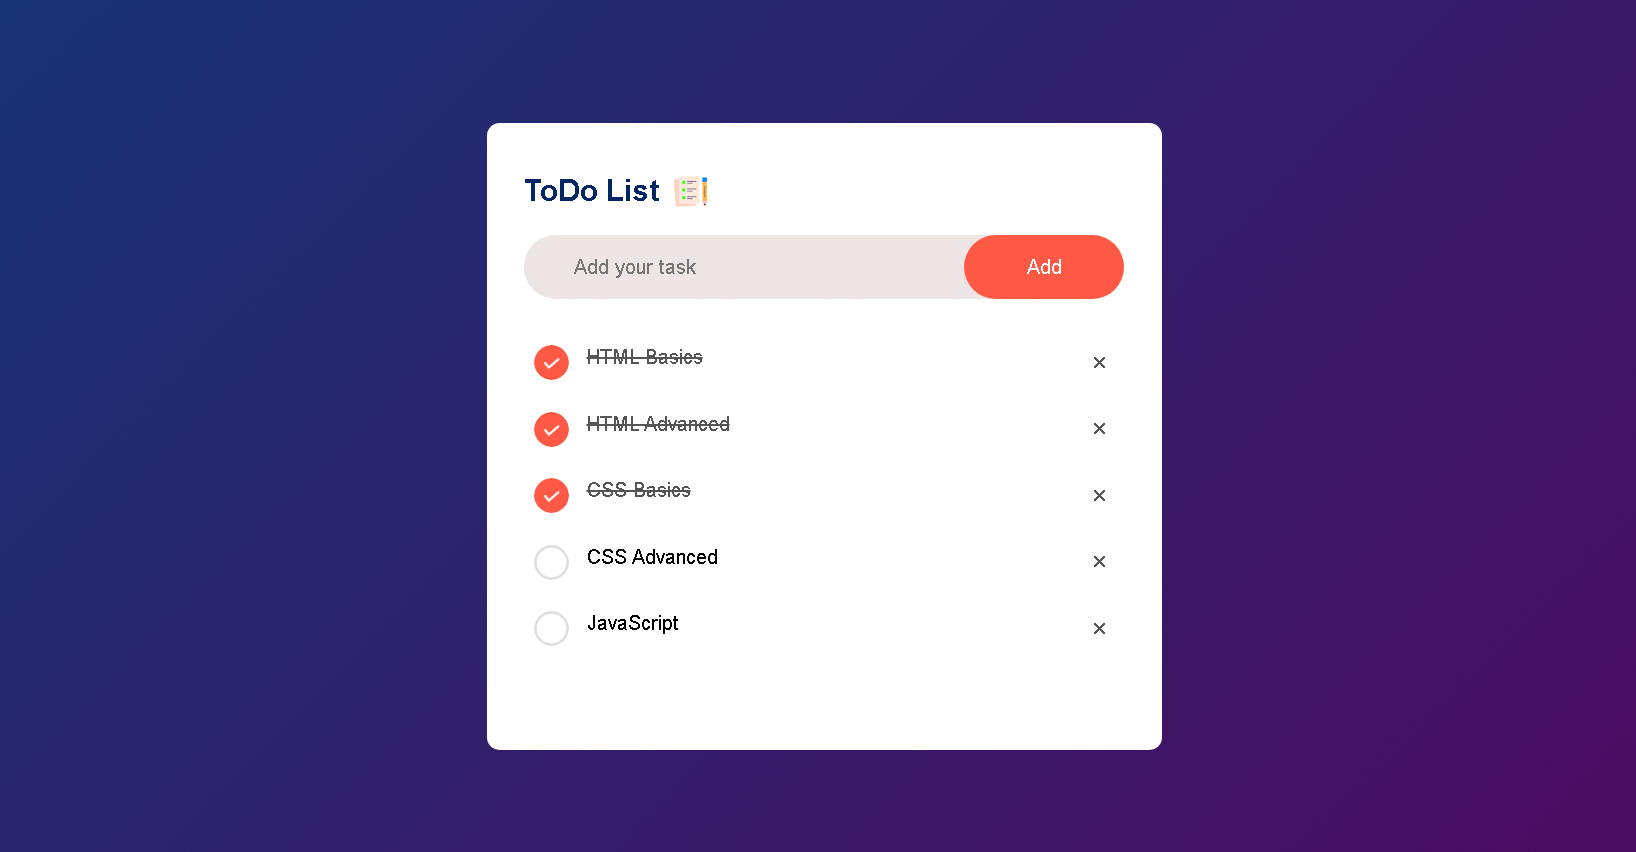 ToDo List
Add your task
Add
HTML Basics
HTML Advanced
CSS Basics
CSS Advanced
JavaScript